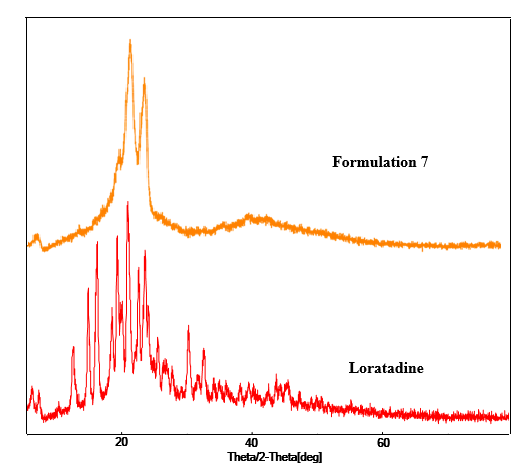 Formulation 7
Loratadine
20 40 60
Theta/2-Theta[deg]